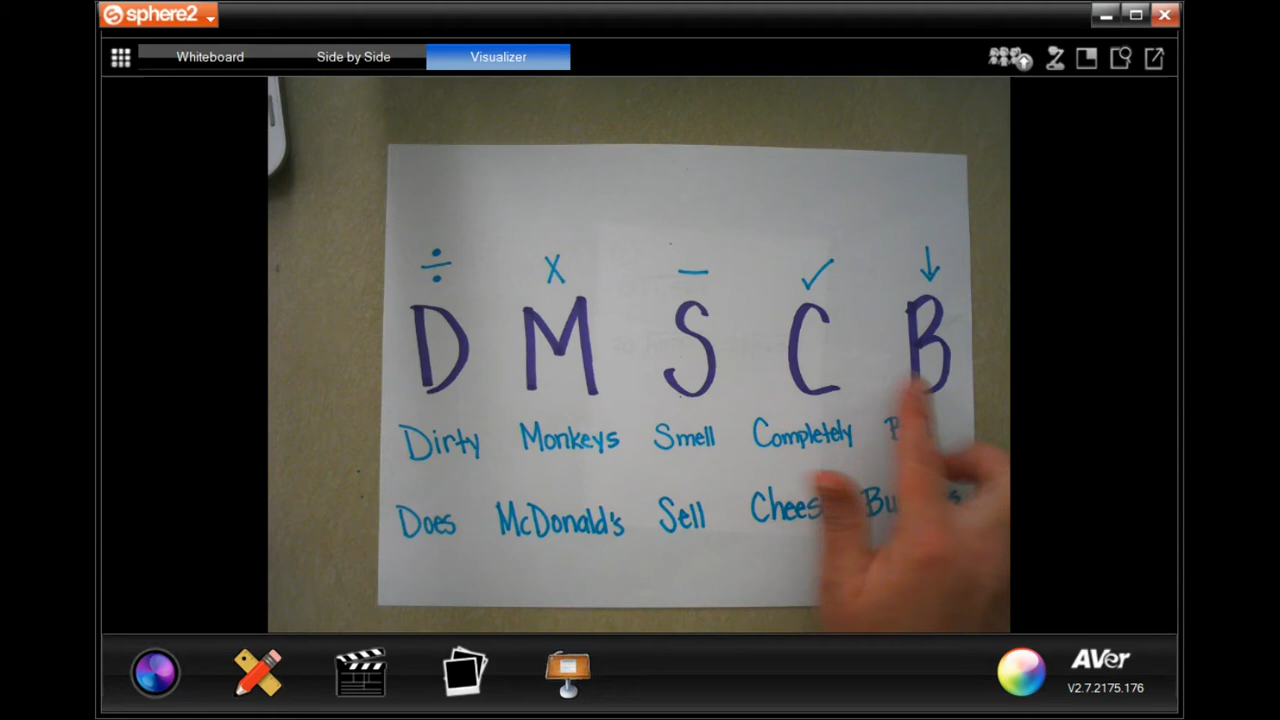 sphere2
Whiteboard Side by Side Visualizer
÷ x − ✓ ↓
D M S C B
Dirty Monkeys Smell Completely
Does McDonald's Sell
AVer
V2.7.2175.176